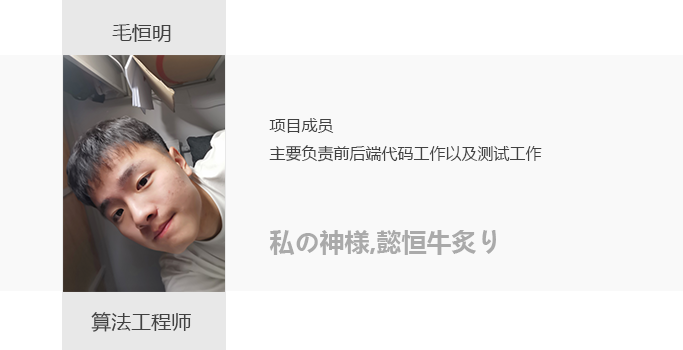 毛恒明
项目成员
主要负责前后端代码工作以及测试工作
私の神様,懿恒牛炙り
算法工程师